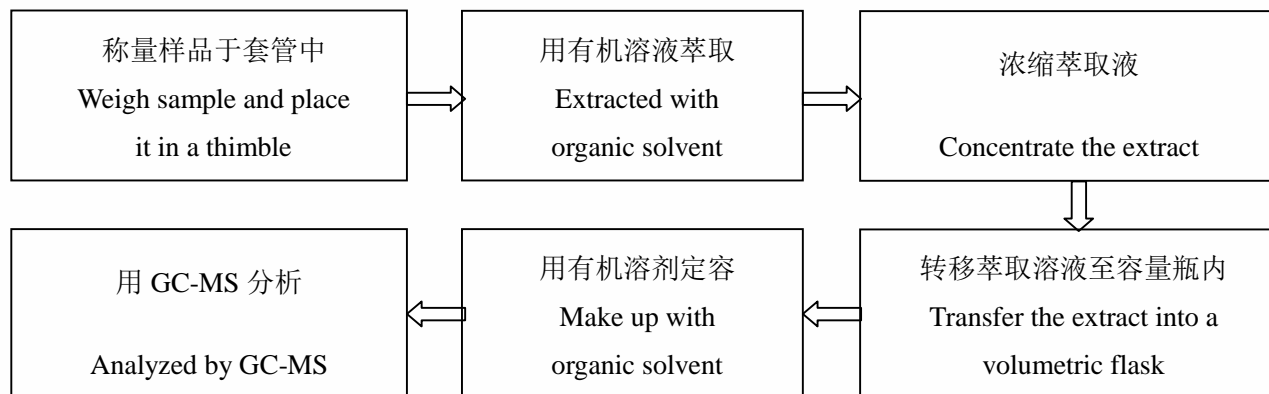 称量样品于套管中
Weigh sample and place
it in a thimble
用有机溶液萃取
Extracted with
organic solvent
浓缩萃取液
Concentrate the extract
转移萃取溶液至容量瓶内
Transfer the extract into a
volumetric flask
用有机溶剂定容
Make up with
organic solvent
用 GC-MS 分析
Analyzed by GC-MS